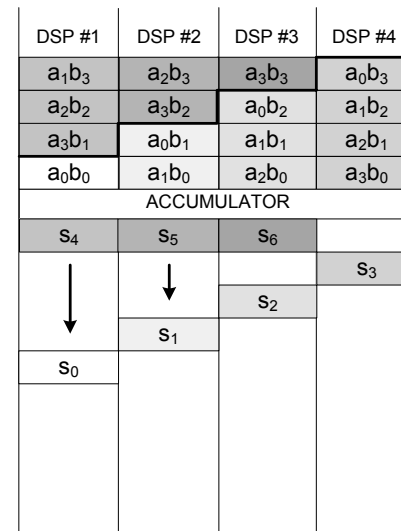 DSP #1 DSP #2 DSP #3 DSP #4
a₁b₃ a₂b₃ a₃b₃ a₀b₃
a₂b₂ a₃b₂ a₀b₂ a₁b₂
a₃b₁ a₀b₁ a₁b₁ a₂b₁
a₀b₀ a₁b₀ a₂b₀ a₃b₀
ACCUMULATOR
s₄ s₅ s₆
s₃
s₂
s₁
s₀